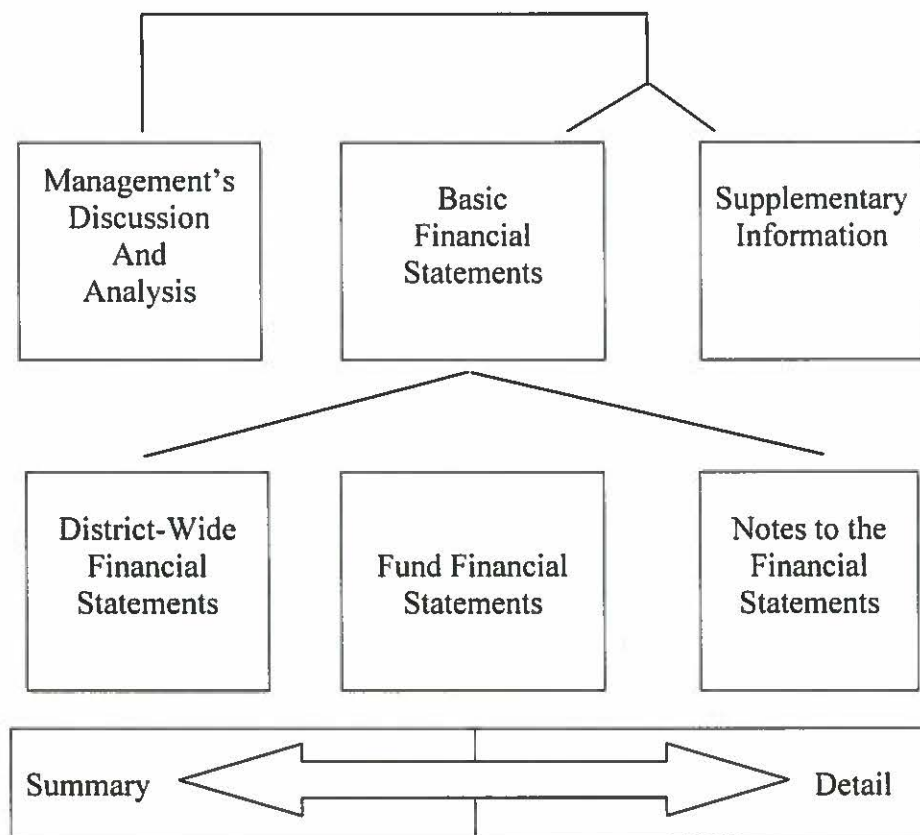 Management's
Discussion
And
Analysis
Basic
Financial
Statements
Supplementary
Information
District-Wide
Financial
Statements
Fund Financial
Statements
Notes to the
Financial
Statements
Summary
Detail